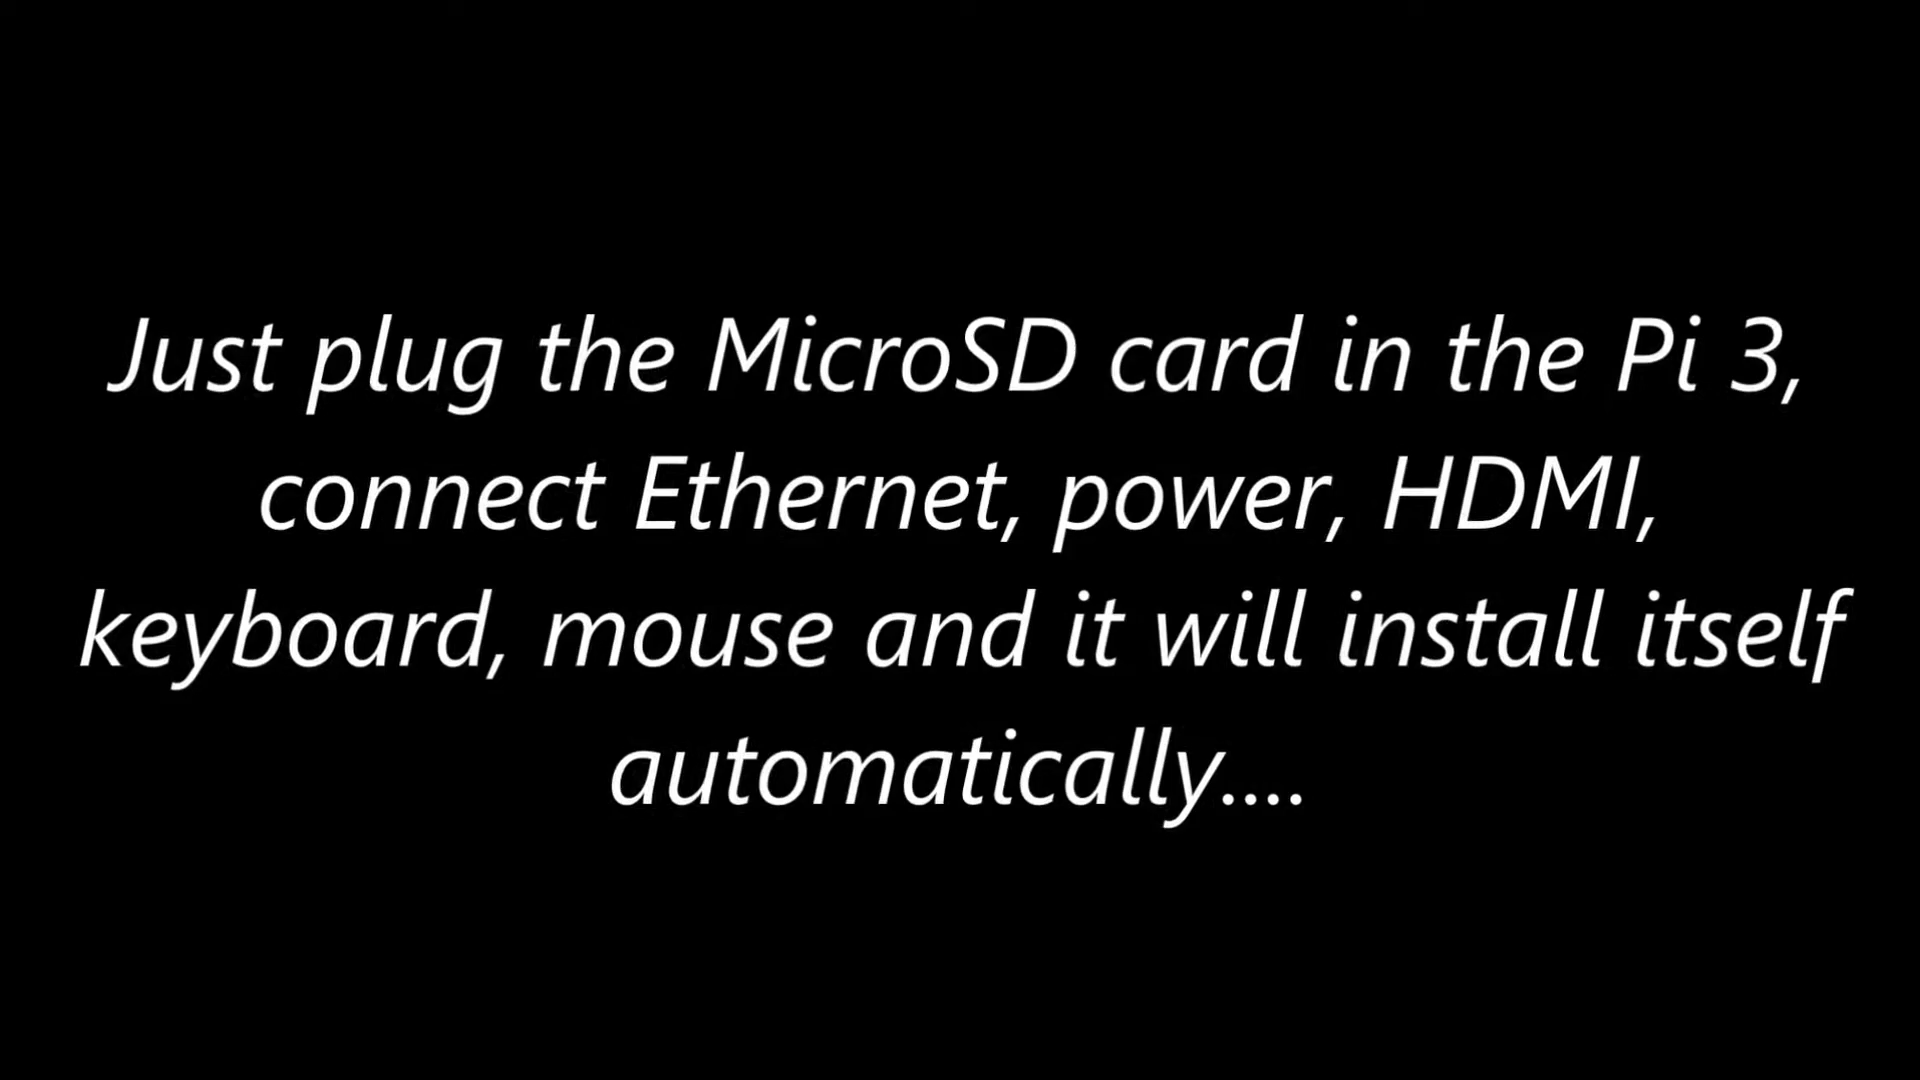 Just plug the MicroSD card in the Pi 3,
connect Ethernet, power, HDMI,
keyboard, mouse and it will install itself
automatically....